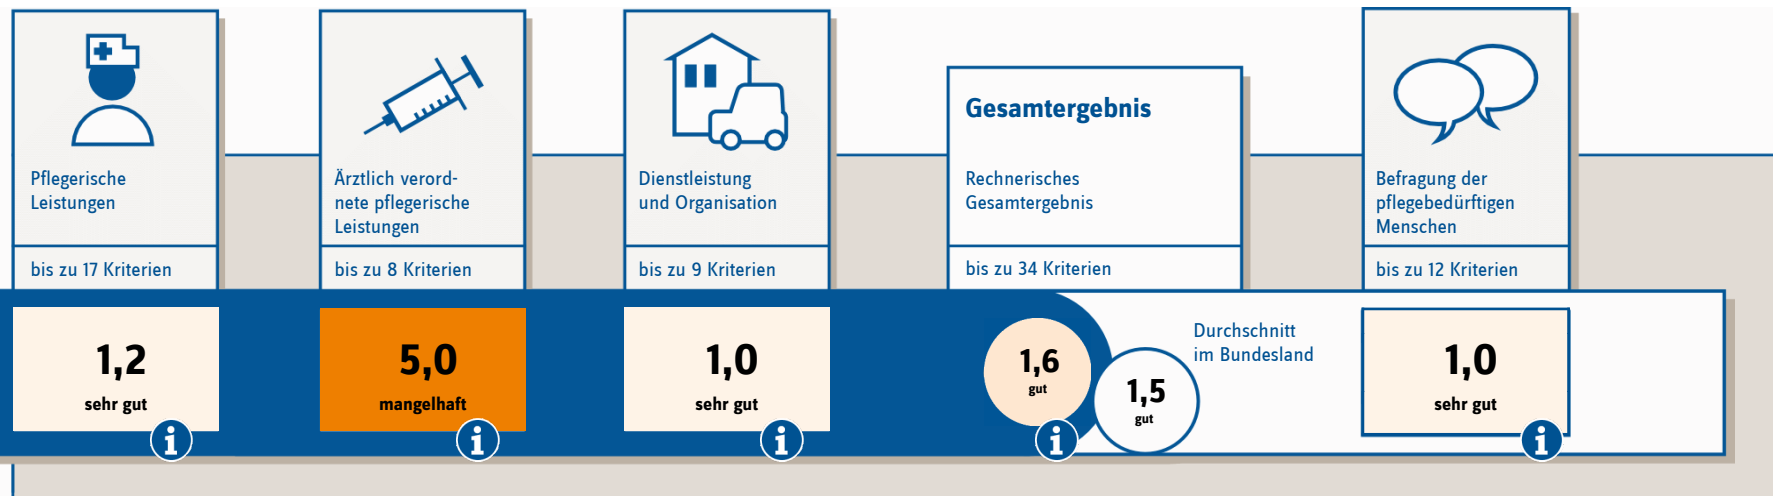 Pflegerische
Leistungen
bis zu 17 Kriterien
1,2
sehr gut
i
Ärztlich verord-
nete pflegerische
Leistungen
bis zu 8 Kriterien
5,0
mangelhaft
i
Dienstleistung
und Organisation
bis zu 9 Kriterien
1,0
sehr gut
i
Gesamtergebnis
Rechnerisches
Gesamtergebnis
bis zu 34 Kriterien
1,6
gut
i
1,5
gut
Durchschnitt
im Bundesland
Befragung der
pflegebedürftigen
Menschen
bis zu 12 Kriterien
1,0
sehr gut
i